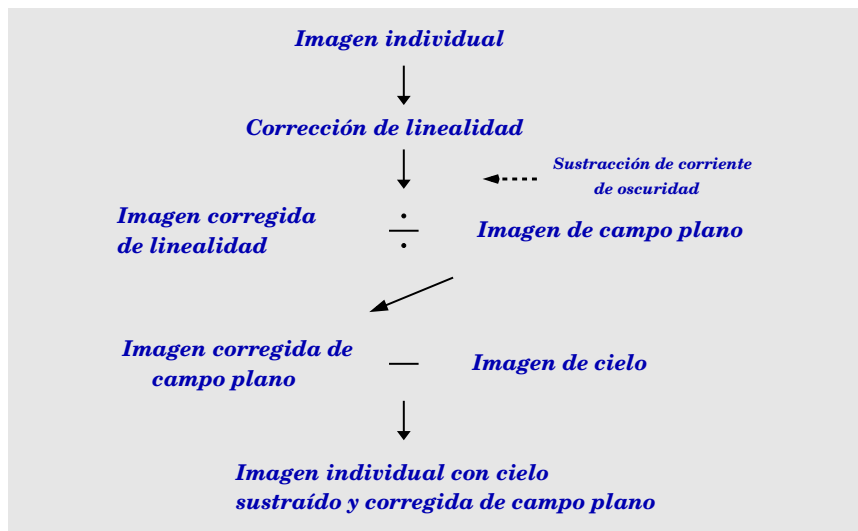 Imagen individual
Corrección de linealidad
Sustracción de corriente
de oscuridad
Imagen corregida
de linealidad
Imagen de campo plano
Imagen corregida de
campo plano
Imagen de cielo
Imagen individual con cielo
sustraído y corregida de campo plano